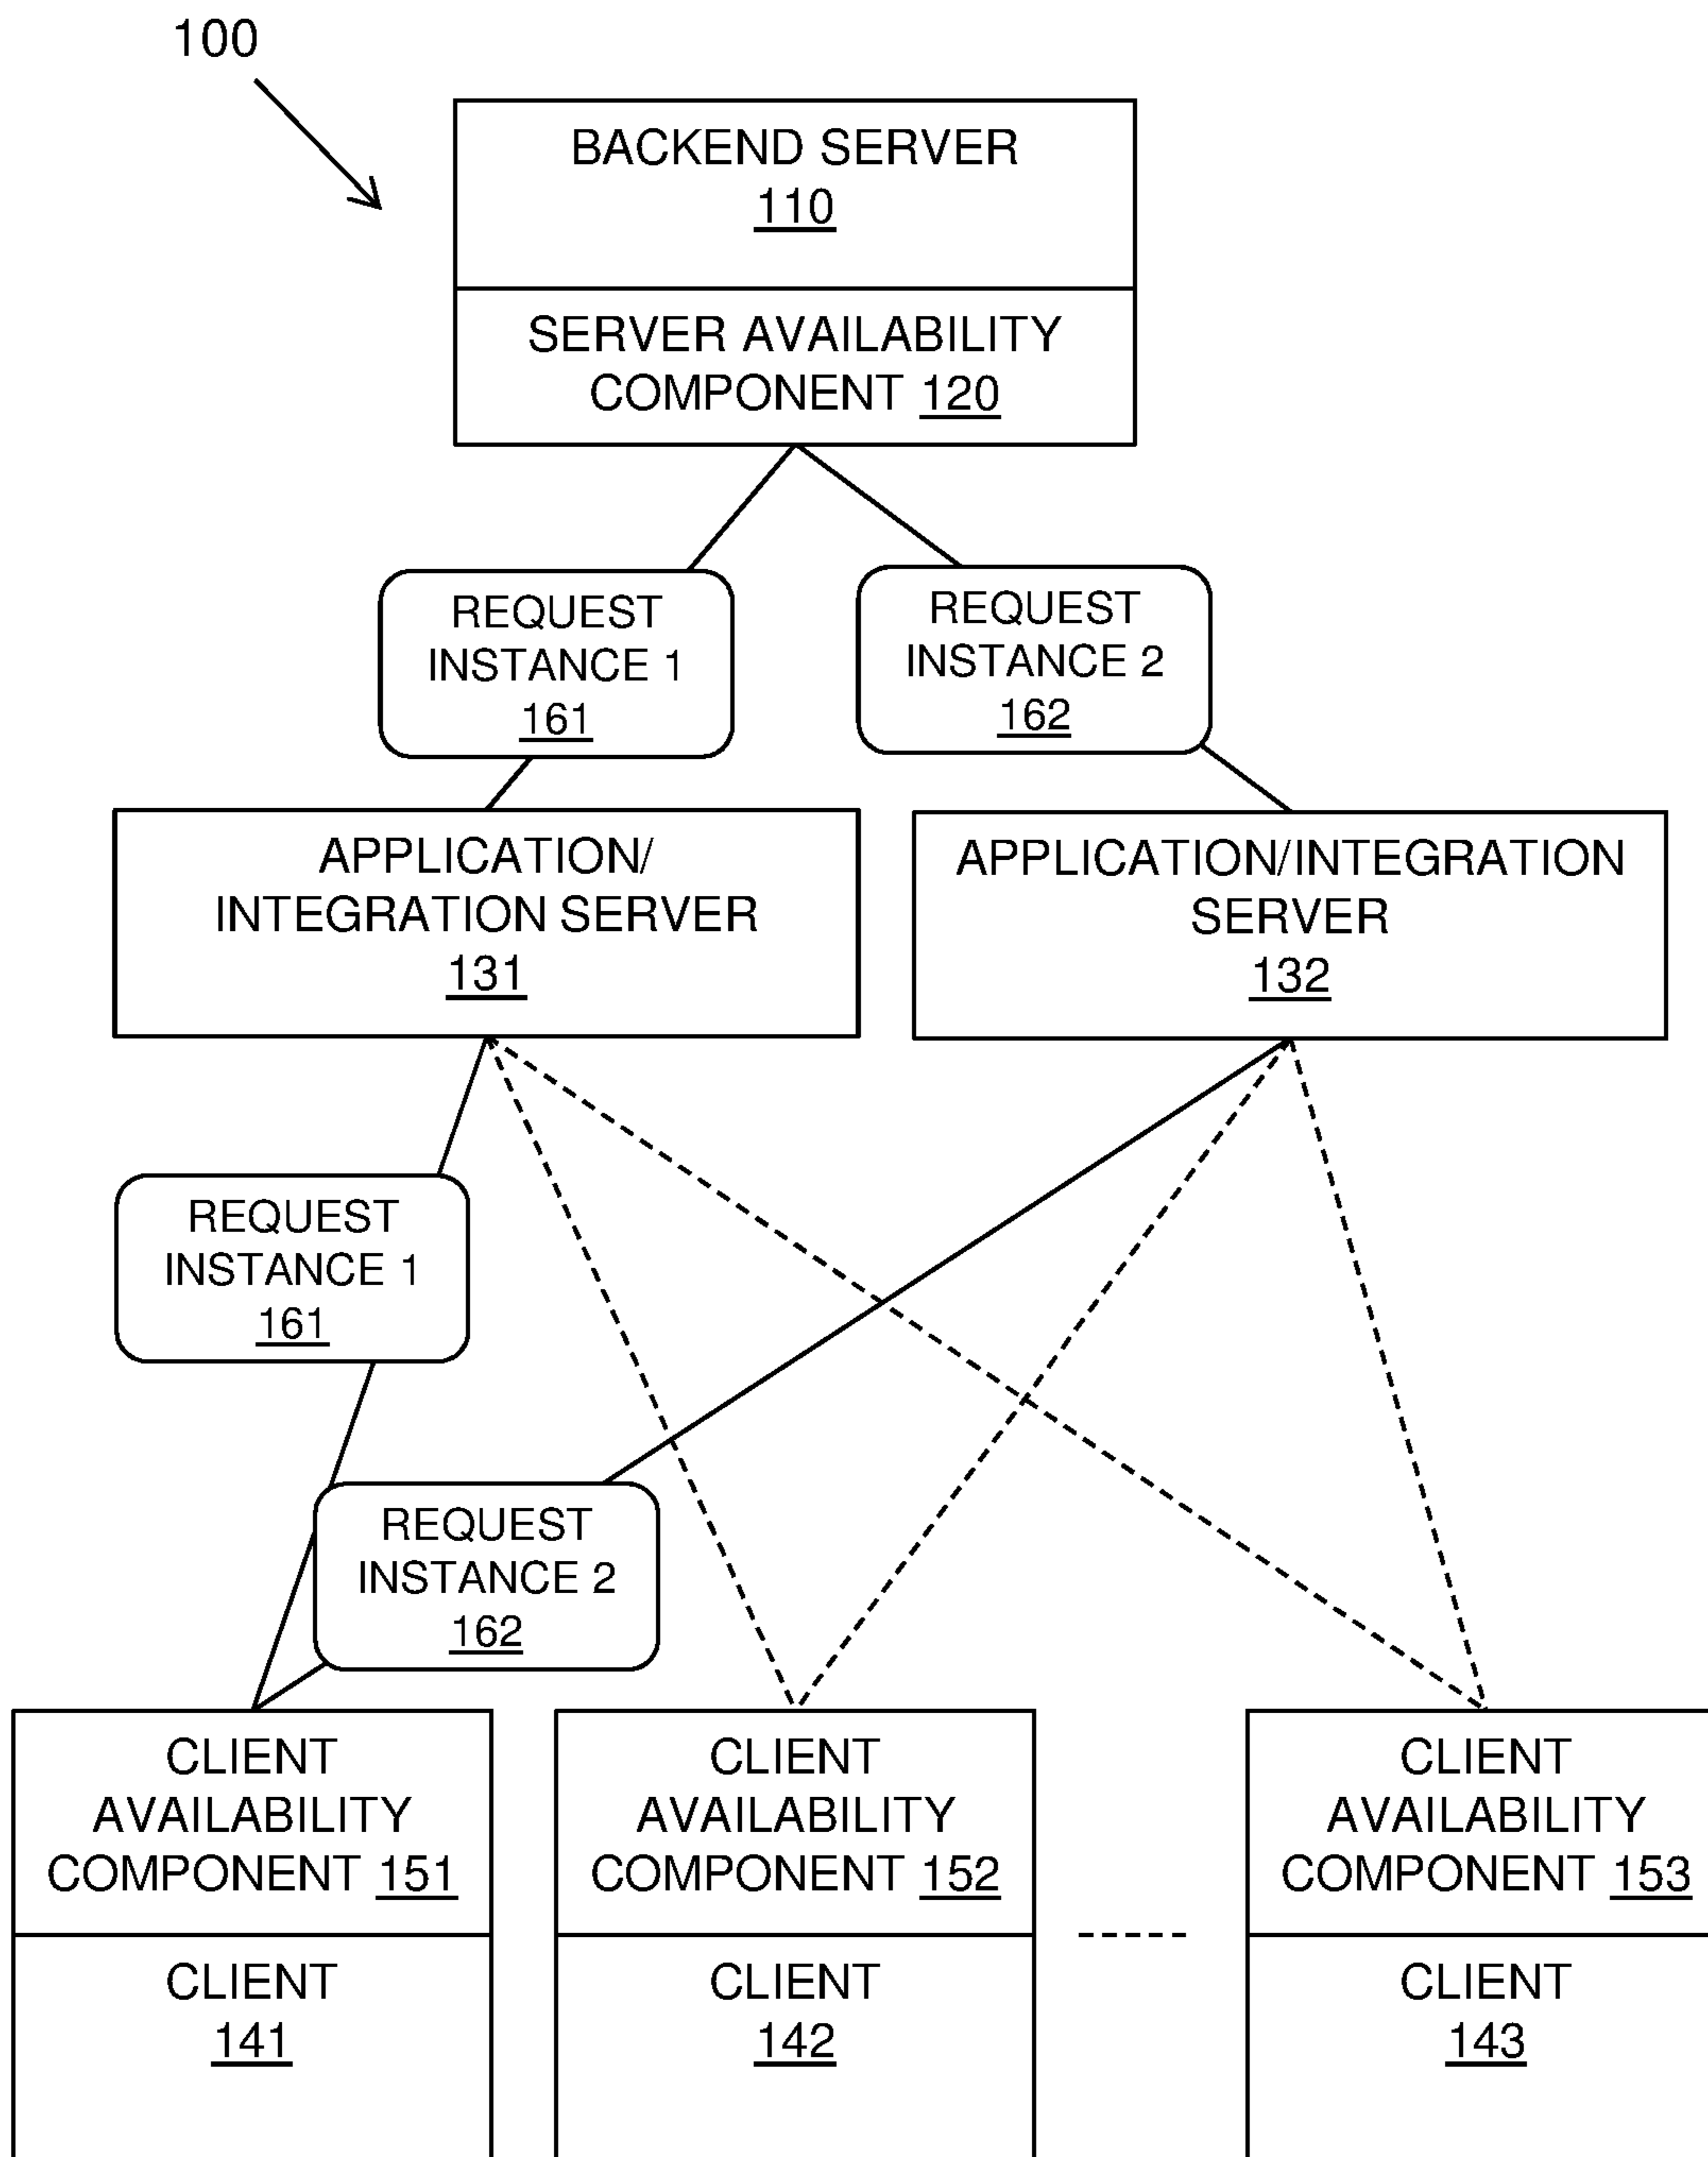 100
BACKEND SERVER
110
SERVER AVAILABILITY
COMPONENT 120
REQUEST
INSTANCE 1
161
REQUEST
INSTANCE 2
162
APPLICATION/
INTEGRATION SERVER
131
APPLICATION/INTEGRATION
SERVER
132
REQUEST
INSTANCE 1
161
REQUEST
INSTANCE 2
162
CLIENT
AVAILABILITY
COMPONENT 151
CLIENT
141
CLIENT
AVAILABILITY
COMPONENT 152
CLIENT
142
CLIENT
AVAILABILITY
COMPONENT 153
CLIENT
143